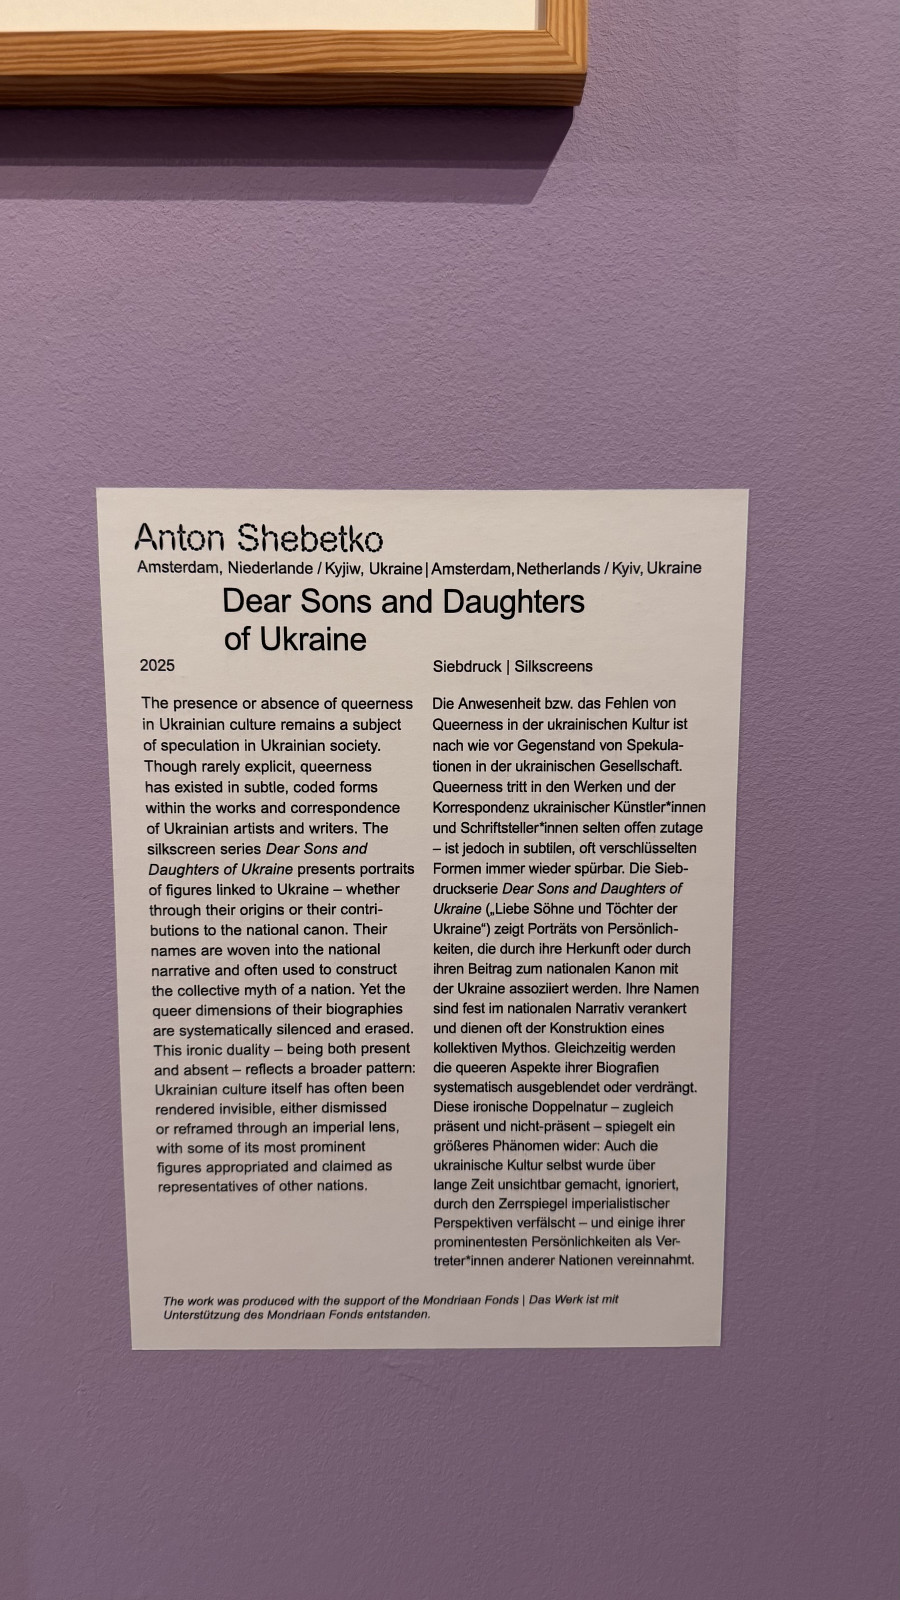 Anton Shebetko
Amsterdam, Niederlande / Kyjiw, Ukraine | Amsterdam, Netherlands / Kyiv, Ukraine
Dear Sons and Daughters
of Ukraine
2025
Siebdruck | Silkscreens
The presence or absence of queerness
in Ukrainian culture remains a subject
of speculation in Ukrainian society.
Though rarely explicit, queerness
has existed in subtle, coded forms
within the works and correspondence
of Ukrainian artists and writers. The
silkscreen series Dear Sons and
Daughters of Ukraine presents portraits
of figures linked to Ukraine – whether
through their origins or their contri-
butions to the national canon. Their
names are woven into the national
narrative and often used to construct
the collective myth of a nation. Yet the
queer dimensions of their biographies
are systematically silenced and erased.
This ironic duality – being both present
and absent – reflects a broader pattern:
Ukrainian culture itself has often been
rendered invisible, either dismissed
or reframed through an imperial lens,
with some of its most prominent
figures appropriated and claimed as
representatives of other nations.
Die Anwesenheit bzw. das Fehlen von
Queerness in der ukrainischen Kultur ist
nach wie vor Gegenstand von Spekula-
tionen in der ukrainischen Gesellschaft.
Queerness tritt in den Werken und der
Korrespondenz ukrainischer Künstler*innen
und Schriftsteller*innen selten offen zutage
– ist jedoch in subtilen, oft verschlüsselten
Formen immer wieder spürbar. Die Sieb-
druckserie Dear Sons and Daughters of
Ukraine („Liebe Söhne und Töchter der
Ukraine“) zeigt Porträts von Persönlich-
keiten, die durch ihre Herkunft oder durch
ihren Beitrag zum nationalen Kanon mit
der Ukraine assoziiert werden. Ihre Namen
sind fest im nationalen Narrativ verankert
und dienen oft der Konstruktion eines
kollektiven Mythos. Gleichzeitig werden
die queeren Aspekte ihrer Biografien
systematisch ausgeblendet oder verdrängt.
Diese ironische Doppelnatur – zugleich
präsent und nicht-präsent – spiegelt ein
größeres Phänomen wider: Auch die
ukrainische Kultur selbst wurde über
lange Zeit unsichtbar gemacht, ignoriert,
durch den Zerrspiegel imperialistischer
Perspektiven verfälscht – und einige ihrer
prominentesten Persönlichkeiten als Ver-
treter*innen anderer Nationen vereinnahmt.
The work was produced with the support of the Mondriaan Fonds | Das Werk ist mit
Unterstützung des Mondriaan Fonds entstanden.